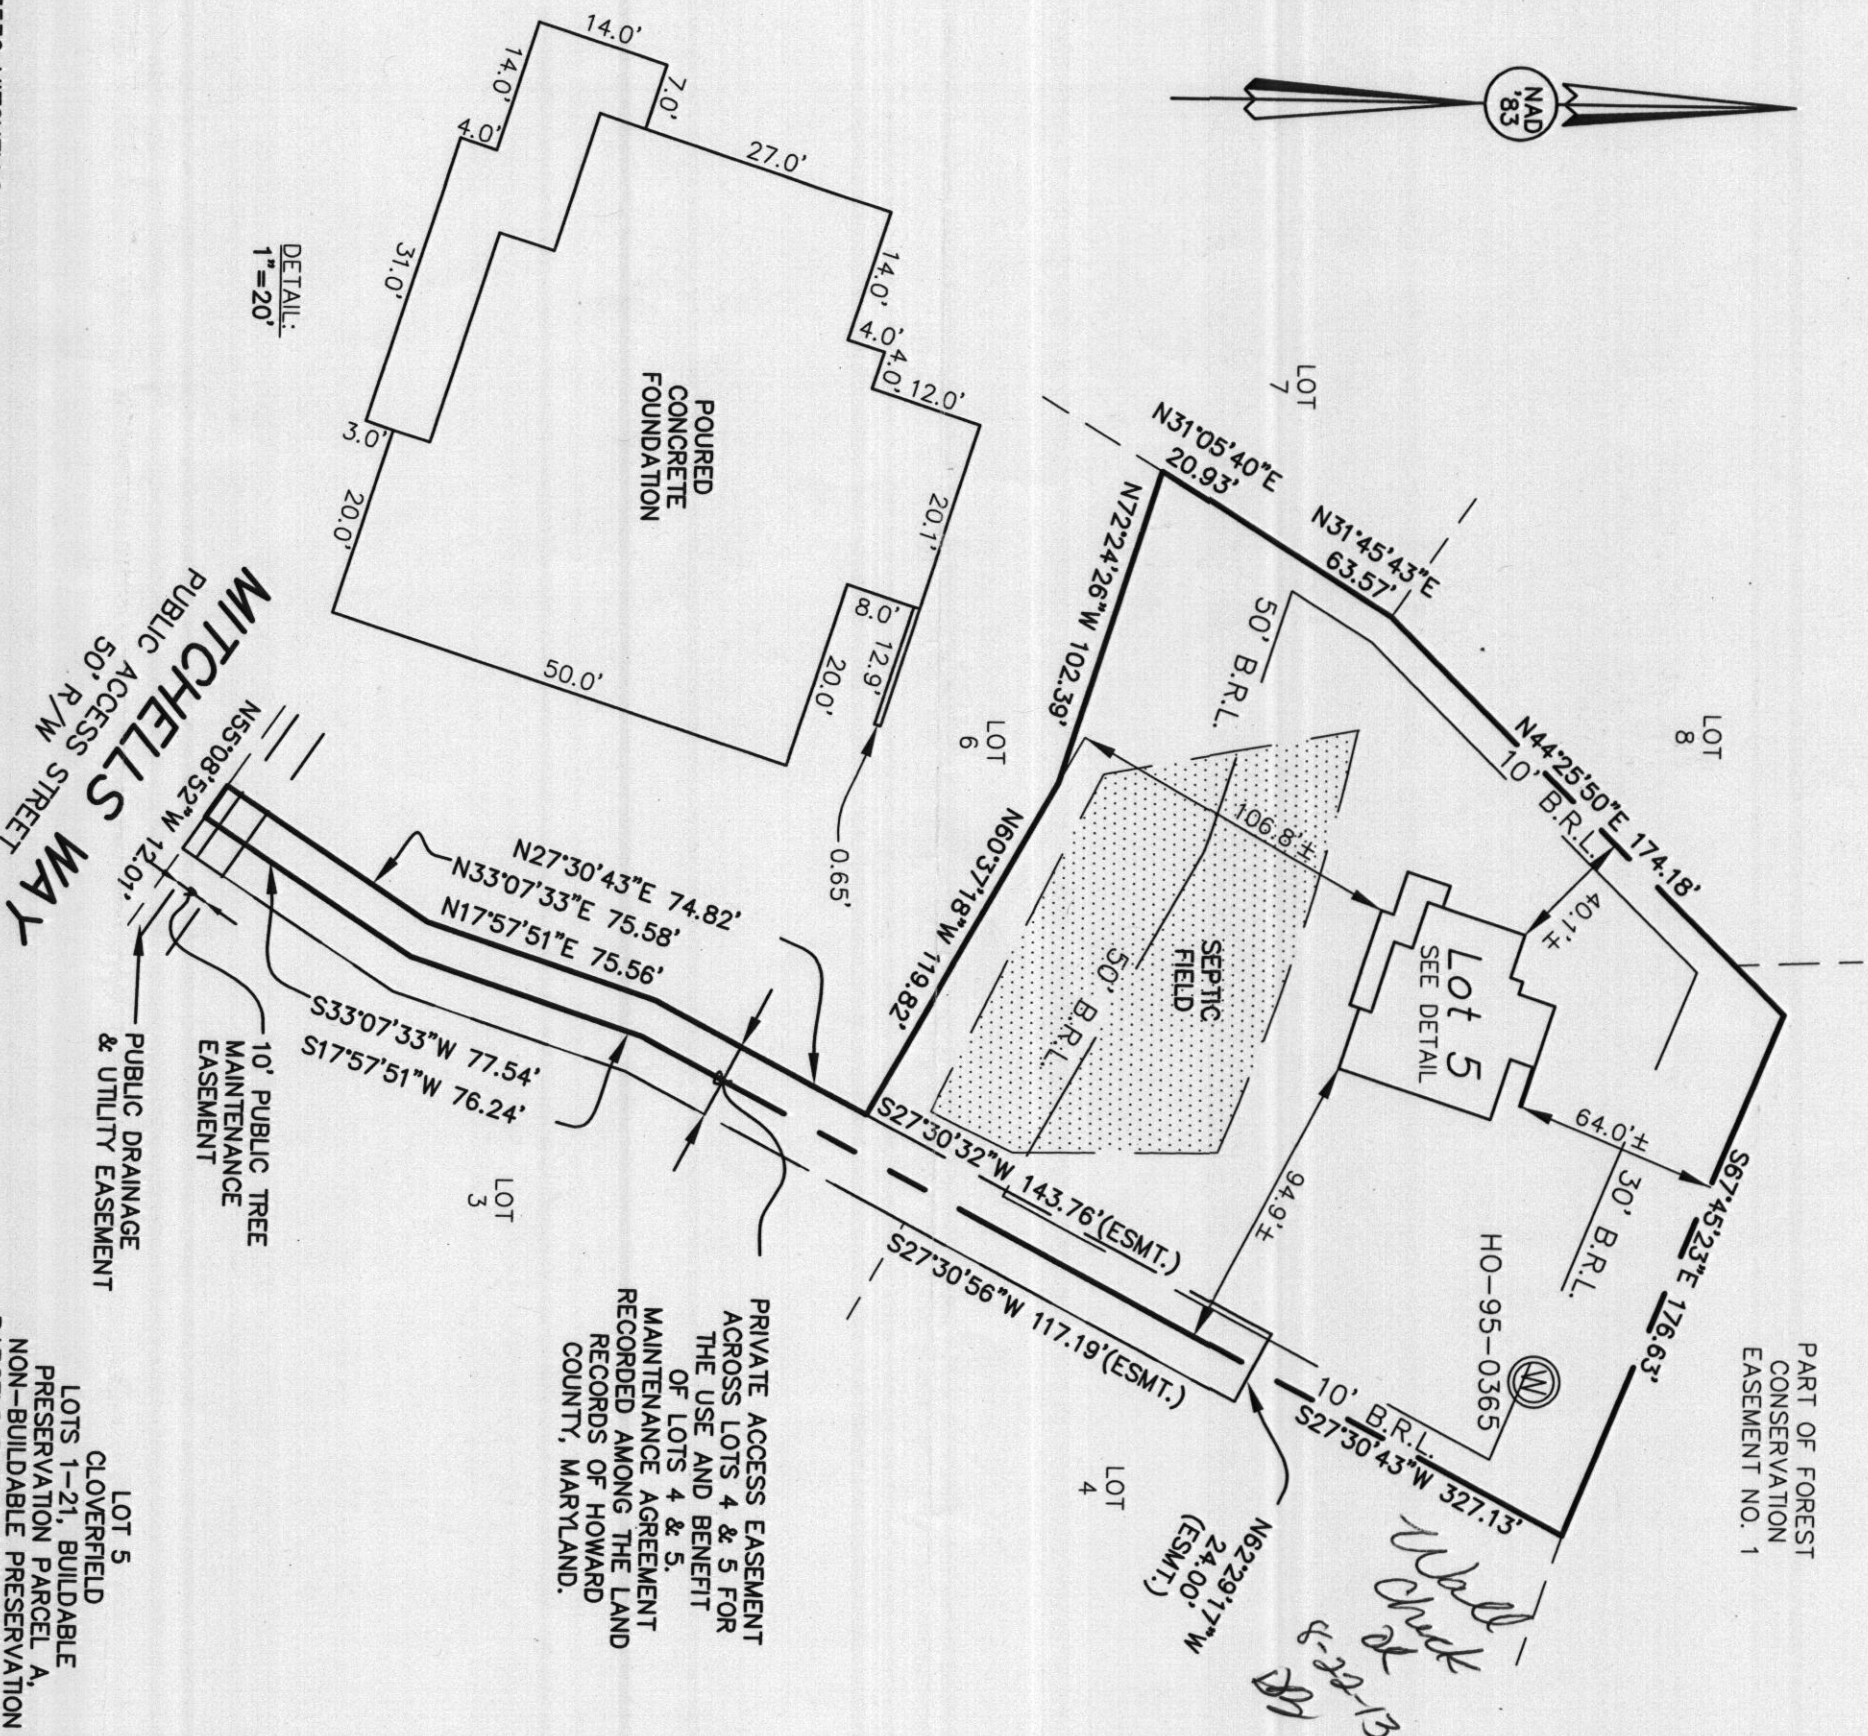 NAD
'83
PART OF FOREST
CONSERVATION
EASEMENT NO. 1
LOT
7
LOT
8
N31°05'40"E
20.93'
N31°45'43"E
63.57'
N44°25'50"E 174.18'
10' B.R.L.
S67°45'23"E 176.63'
30' B.R.L.
64.0'±
40.1'±
HO-95-0365
W
Lot 5
SEE DETAIL
50' B.R.L.
106.8'±
SEPTIC
FIELD
50' B.R.L.
94.9'±
N72°24'26"W 102.39'
N60°37'18"W 119.82'
LOT
6
S27°30'32"W 143.76'(ESMT.)
S27°30'56"W 117.19'(ESMT.)
10' B.R.L.
S27°30'43"W 327.13'
N62°29'17"W
24.00'
(ESMT.)
LOT
4
Wall
Check
OK
8-22-13
DETAIL:
1"=20'
14.0'
14.0'
7.0'
4.0'
27.0'
31.0'
14.0'
4.0'
4.0'
12.0'
3.0'
20.0'
20.1'
8.0'
12.9'
20.0'
50.0'
0.65'
POURED
CONCRETE
FOUNDATION
N27°30'43"E 74.82'
N33°07'33"E 75.58'
N17°57'51"E 75.56'
S33°07'33"W 77.54'
S17°57'51"W 76.24'
N55°08'52"W 12.01'
MITCHELLS WAY
PUBLIC ACCESS STREET
50' R/W
LOT
3
10' PUBLIC TREE
MAINTENANCE
EASEMENT
PUBLIC DRAINAGE
& UTILITY EASEMENT
PRIVATE ACCESS EASEMENT
ACROSS LOTS 4 & 5 FOR
THE USE AND BENEFIT
OF LOTS 4 & 5.
MAINTENANCE AGREEMENT
RECORDED AMONG THE LAND
RECORDS OF HOWARD
COUNTY, MARYLAND.
LOT 5
CLOVERFIELD
LOTS 1-21, BUILDABLE
PRESERVATION PARCEL A,
NON-BUILDABLE PRESERVATION